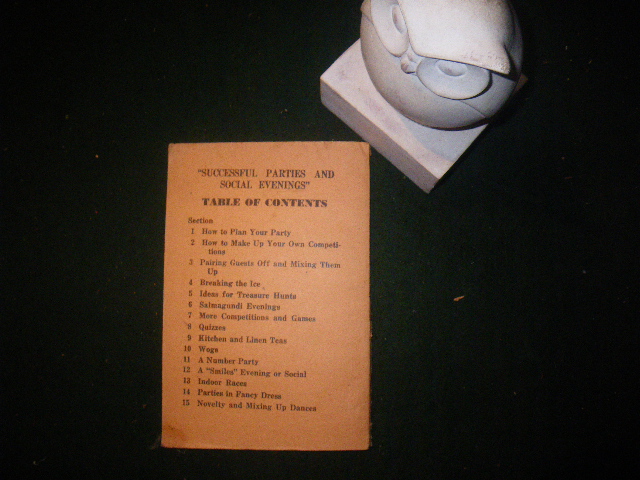 "SUCCESSFUL PARTIES AND
SOCIAL EVENINGS"
TABLE OF CONTENTS
Section
1 How to Plan Your Party
2 How to Make Up Your Own Competi-
tions
3 Pairing Guests Off and Mixing Them
Up
4 Breaking the Ice
5 Ideas for Treasure Hunts
6 Salmagundi Evenings
7 More Competitions and Games
8 Quizzes
9 Kitchen and Linen Teas
10 Wogs
11 A Number Party
12 A "Smiles" Evening or Social
13 Indoor Races
14 Parties in Fancy Dress
15 Novelty and Mixing Up Dances